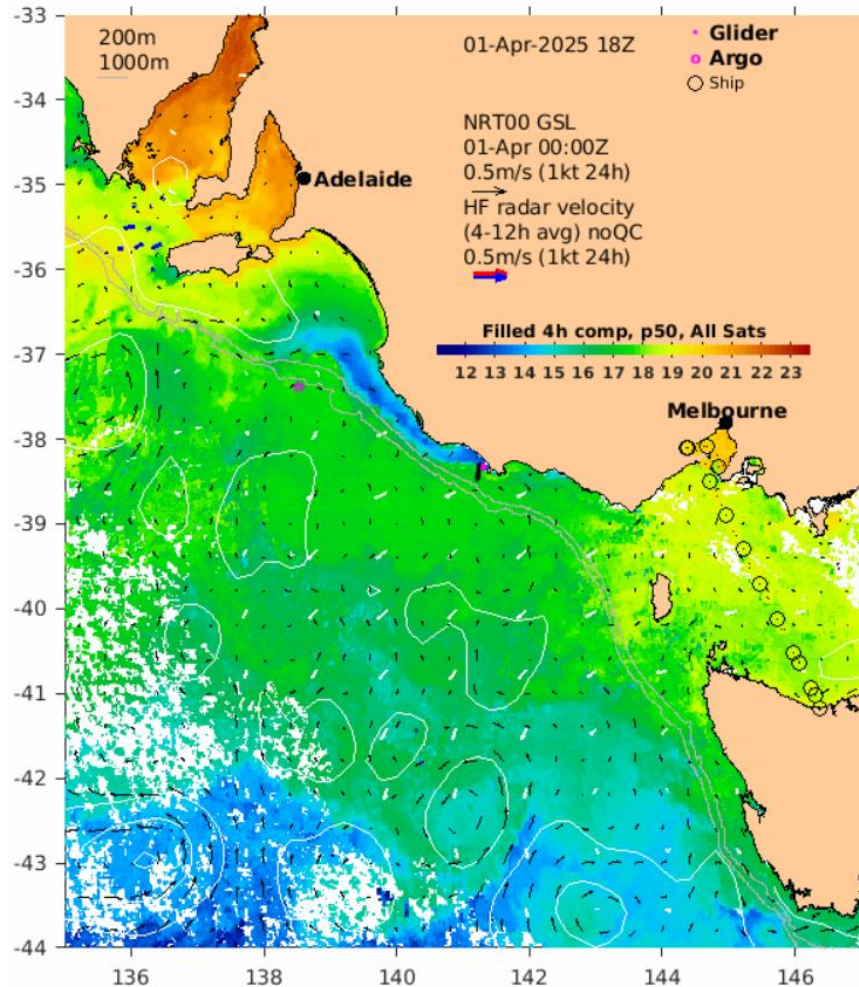 200m
1000m
01-Apr-2025 18Z
Glider
Argo
Ship
NRT00 GSL
01-Apr 00:00Z
0.5m/s (1kt 24h)
HF radar velocity
(4-12h avg) noQC
0.5m/s (1kt 24h)
Adelaide
Filled 4h comp, p50, All Sats
12 13 14 15 16 17 18 19 20 21 22 23
Melbourne
-33
-34
-35
-36
-37
-38
-39
-40
-41
-42
-43
-44
136 138 140 142 144 146